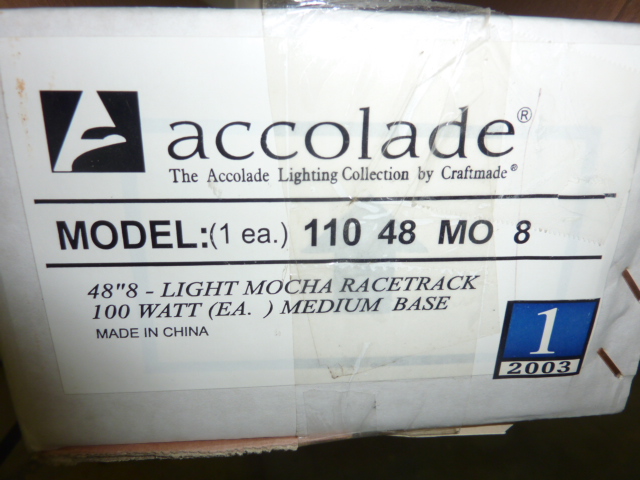 accolade®
The Accolade Lighting Collection by Craftmade®
MODEL:(1 ea.) 110 48 MO 8
48"8 - LIGHT MOCHA RACETRACK
100 WATT (EA. ) MEDIUM BASE
MADE IN CHINA
1
2003